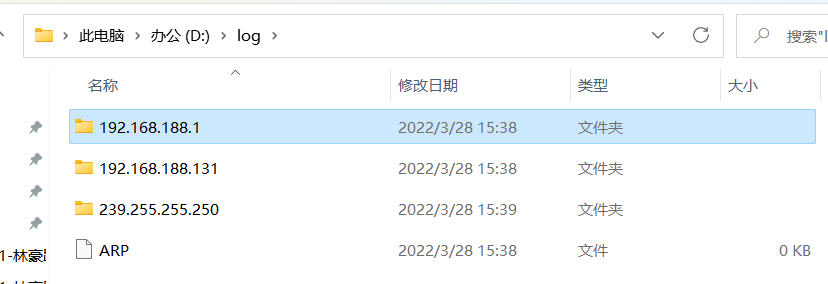 此电脑 办公 (D:) log 搜索"l
名称 修改日期 类型 大小
192.168.188.1 2022/3/28 15:38 文件夹
192.168.188.131 2022/3/28 15:38 文件夹
239.255.255.250 2022/3/28 15:39 文件夹
ARP 2022/3/28 15:38 文件 0 KB
1-林豪